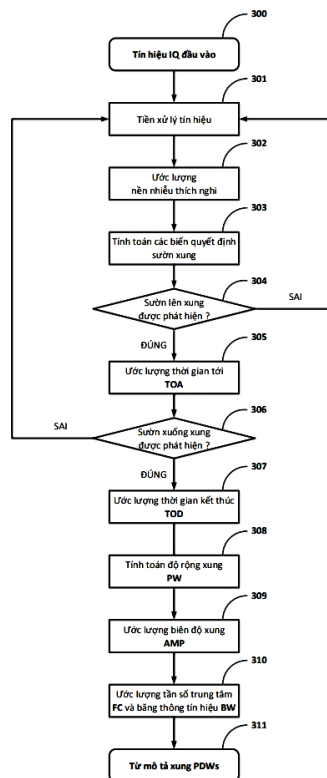 300
Tín hiệu IQ đầu vào
301
Tiền xử lý tín hiệu
302
Ước lượng
nền nhiễu thích nghi
303
Tính toán các biến quyết định
sườn xung
304
Sườn lên xung
được phát hiện ?
SAI
ĐÚNG
305
Ước lượng thời gian tới
TOA
306
Sườn xuống xung
được phát hiện ?
SAI
ĐÚNG
307
Ước lượng thời gian kết thúc
TOD
308
Tính toán độ rộng xung
PW
309
Ước lượng biên độ xung
AMP
310
Ước lượng tần số trung tâm
FC và băng thông tín hiệu BW
311
Từ mô tả xung PDWs